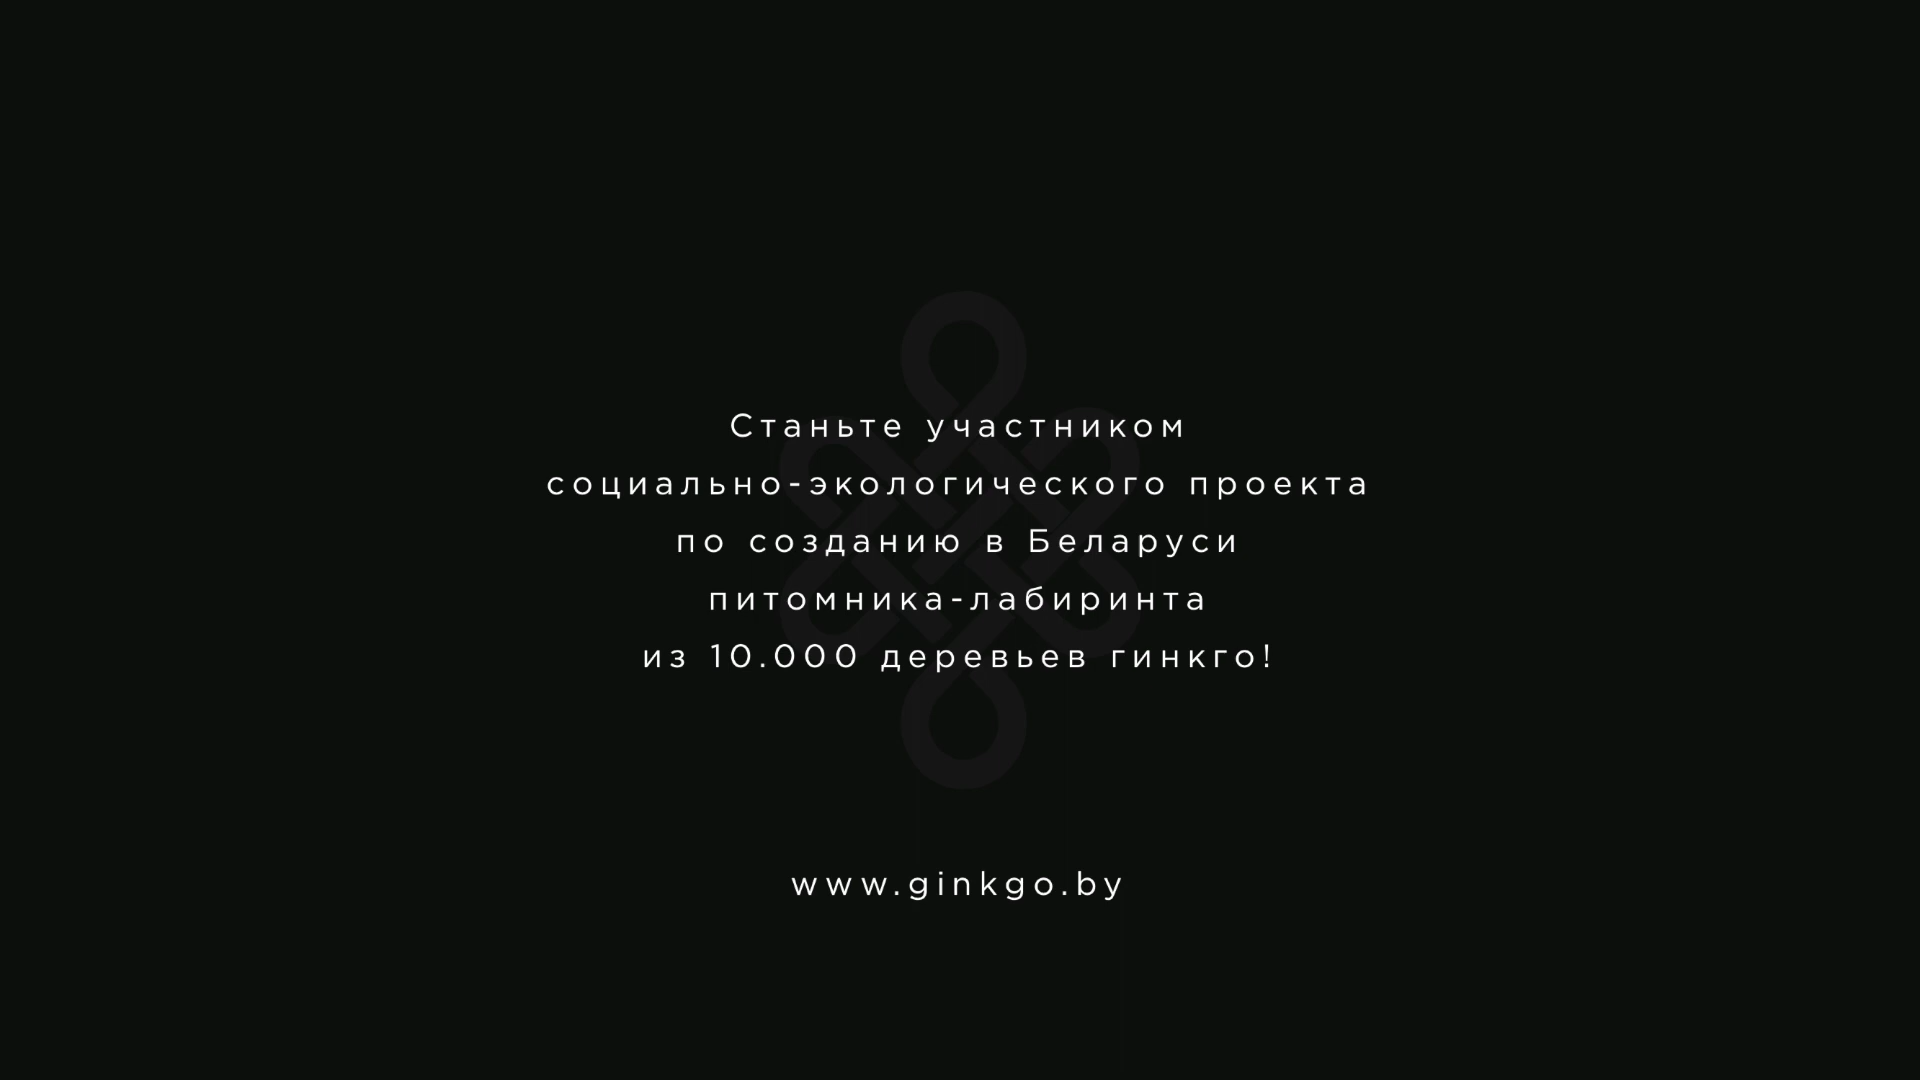 Станьте участником
социально-экологического проекта
по созданию в Беларуси
питомника-лабиринта
из 10.000 деревьев гинкго!
www.ginkgo.by